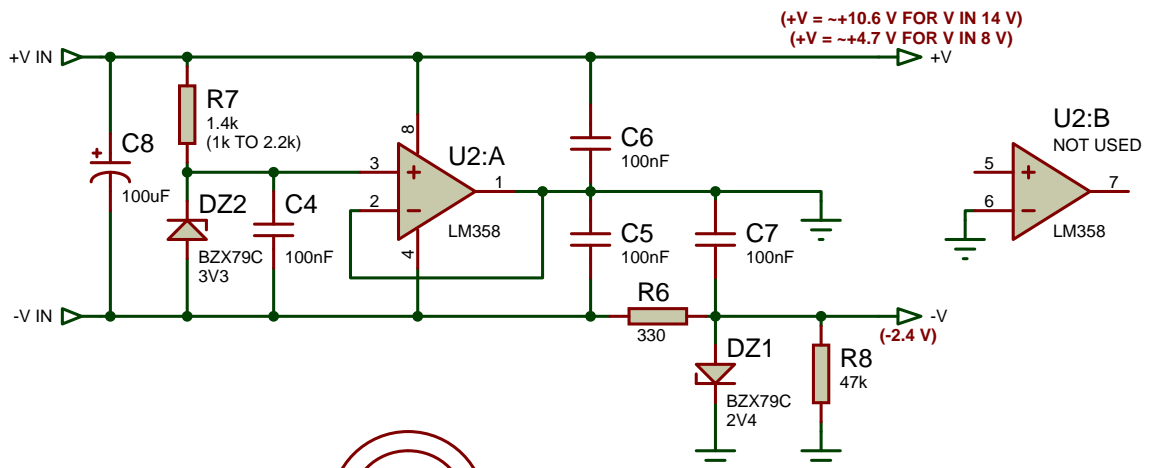 (+V = ~+10.6 V FOR V IN 14 V)
(+V = ~+4.7 V FOR V IN 8 V)
+V IN
+V
R7
1.4k
(1k TO 2.2k)
C8
100uF
8
3
2
4
1
U2:A
LM358
C6
100nF
U2:B
NOT USED
5
6
7
LM358
DZ2
BZX79C
3V3
C4
100nF
C5
100nF
C7
100nF
R6
330
-V IN
-V
(-2.4 V)
DZ1
BZX79C
2V4
R8
47k